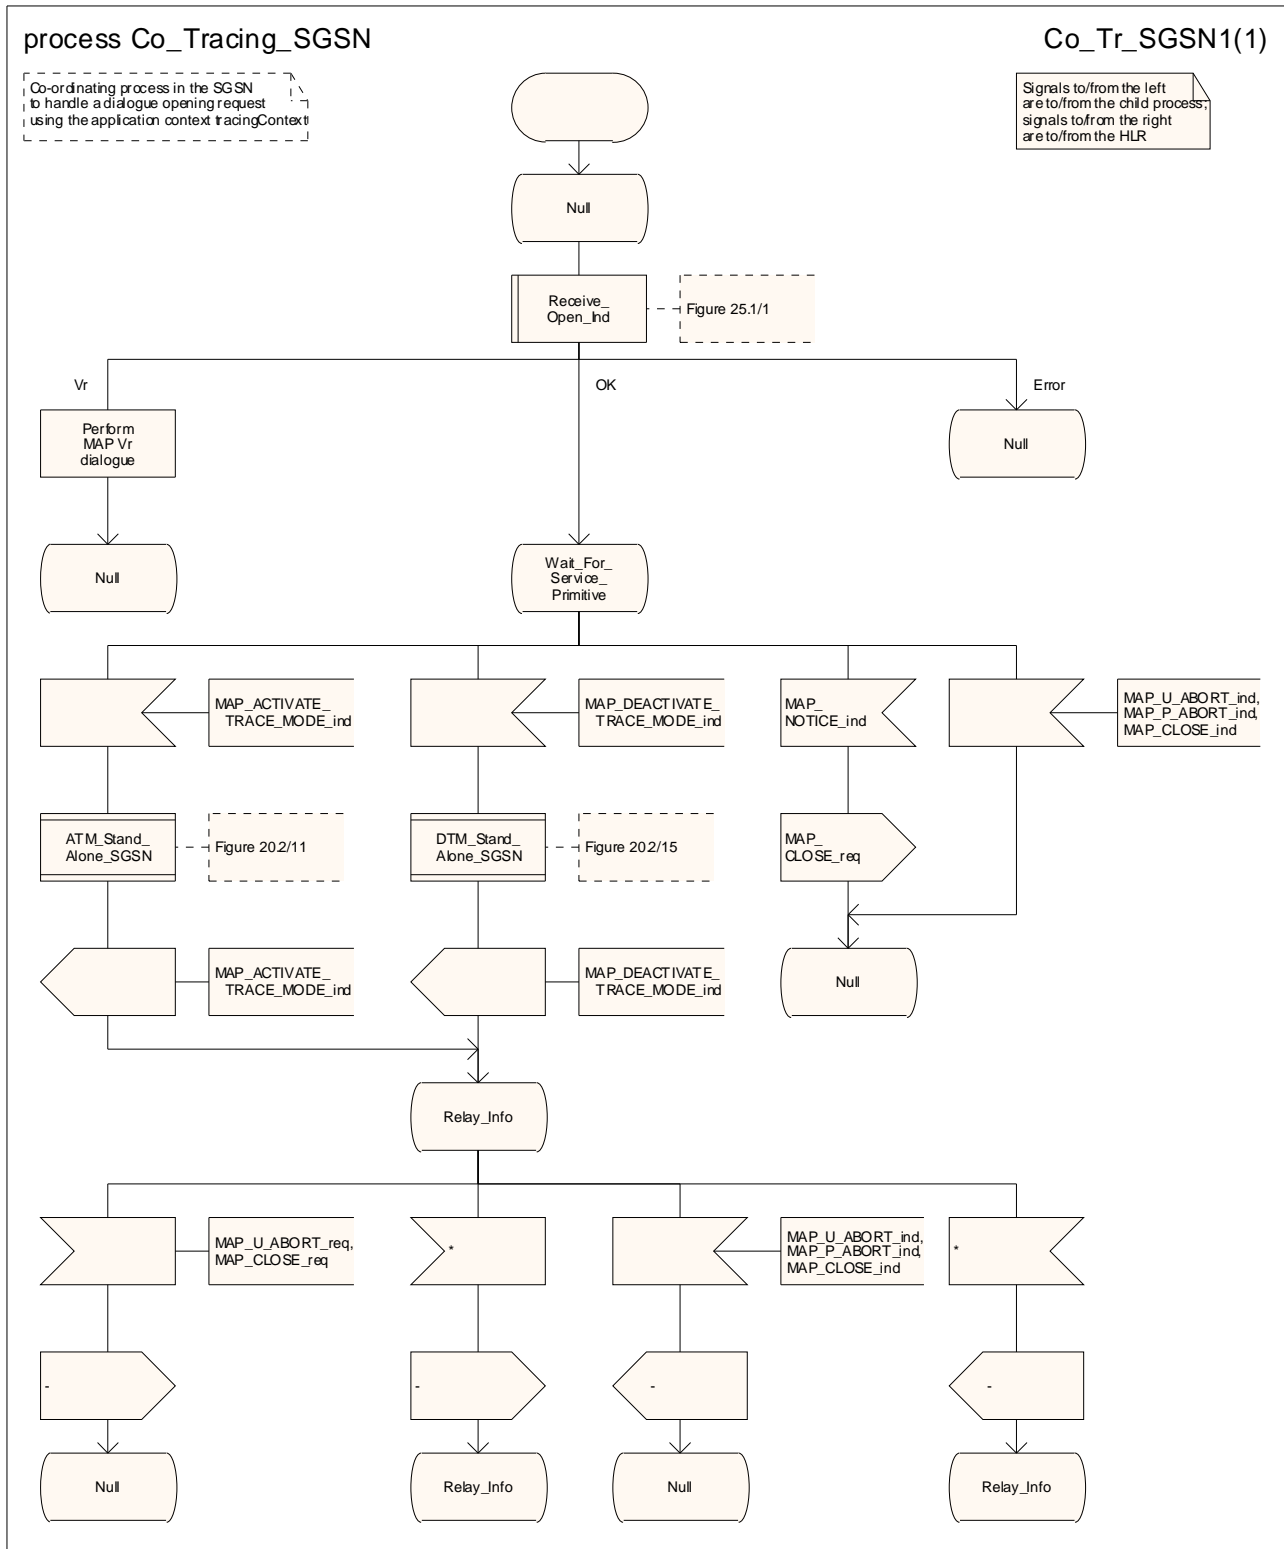 process Co_Tracing_SGSN
Co_Tr_SGSN1(1)
Co-ordinating process in the SGSN
to handle a dialogue opening request
using the application context tracingContext
Signals to/from the left
are to/from the child process;
signals to/from the right
are to/from the HLR
Null
Receive_
Open_Ind
Figure 25.1/1
Vr
OK
Error
Perform
MAP Vr
dialogue
Null
Null
Wait_For_
Service_
Primitive
MAP_ACTIVATE_
TRACE_MODE_ind
MAP_DEACTIVATE_
TRACE_MODE_ind
MAP_
NOTICE_ind
MAP_U_ABORT_ind,
MAP_P_ABORT_ind,
MAP_CLOSE_ind
ATM_Stand_
Alone_SGSN
Figure 20.2/11
DTM_Stand_
Alone_SGSN
Figure 20.2/15
MAP_
CLOSE_req
MAP_ACTIVATE_
TRACE_MODE_ind
MAP_DEACTIVATE_
TRACE_MODE_ind
Null
Relay_Info
MAP_U_ABORT_req,
MAP_CLOSE_req
*
MAP_U_ABORT_ind,
MAP_P_ABORT_ind,
MAP_CLOSE_ind
*
-
-
-
-
Null
Relay_Info
Null
Relay_Info